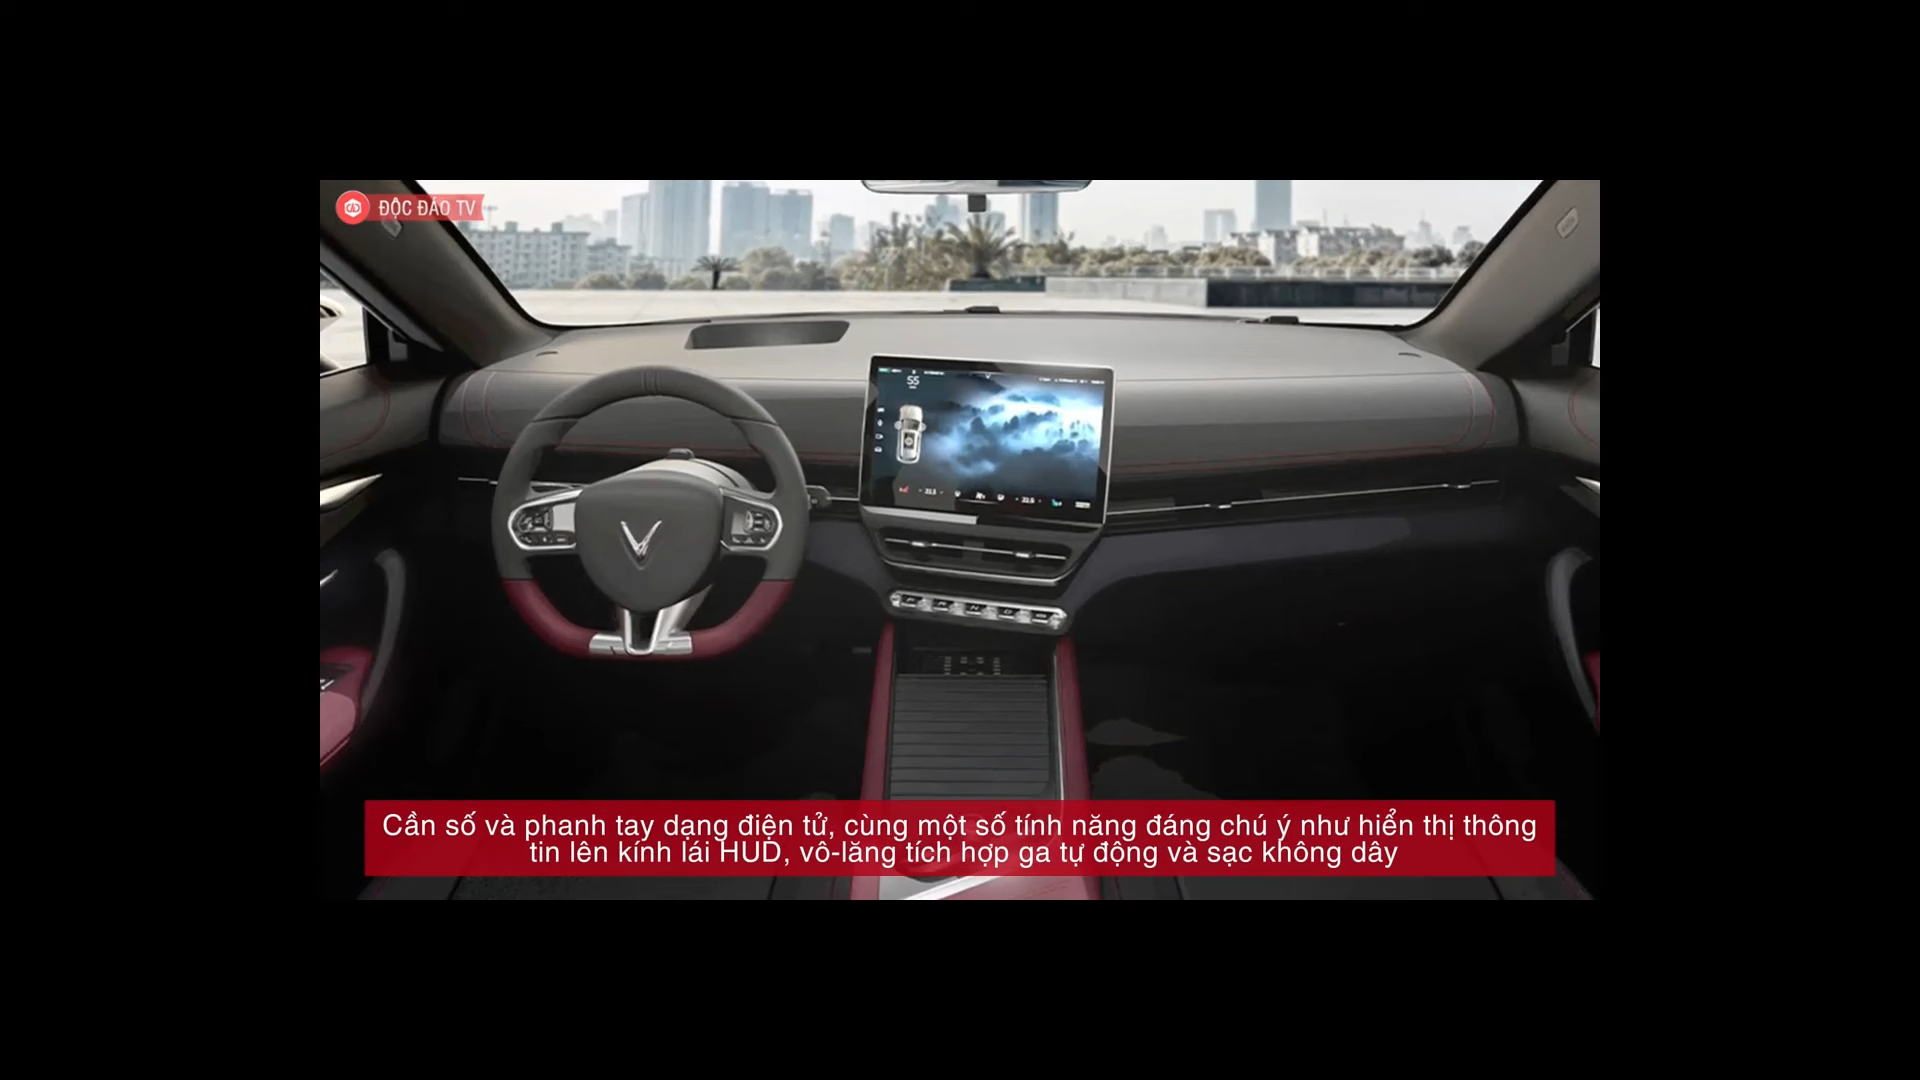 ĐỘC ĐÁO TV
55
P R N D
Cần số và phanh tay dạng điện tử, cùng một số tính năng đáng chú ý như hiển thị thông
tin lên kính lái HUD, vô-lăng tích hợp ga tự động và sạc không dây